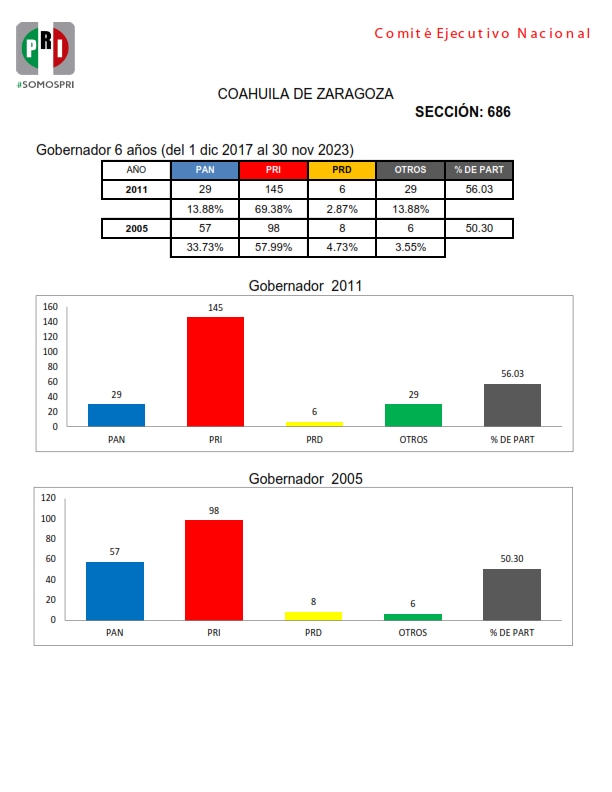 Comité Ejecutivo Nacional
PRI
#SOMOSPRI
COAHUILA DE ZARAGOZA
SECCIÓN: 686
Gobernador 6 años (del 1 dic 2017 al 30 nov 2023)
AÑO PAN PRI PRD OTROS % DE PART
2011 29 145 6 29 56.03
13.88% 69.38% 2.87% 13.88%
2005 57 98 8 6 50.30
33.73% 57.99% 4.73% 3.55%
Gobernador 2011
160
140
120
100
80
60
40
20
0
29 145 6 29 56.03
PAN PRI PRD OTROS % DE PART
Gobernador 2005
120
100
80
60
40
20
0
57 98 8 6 50.30
PAN PRI PRD OTROS % DE PART